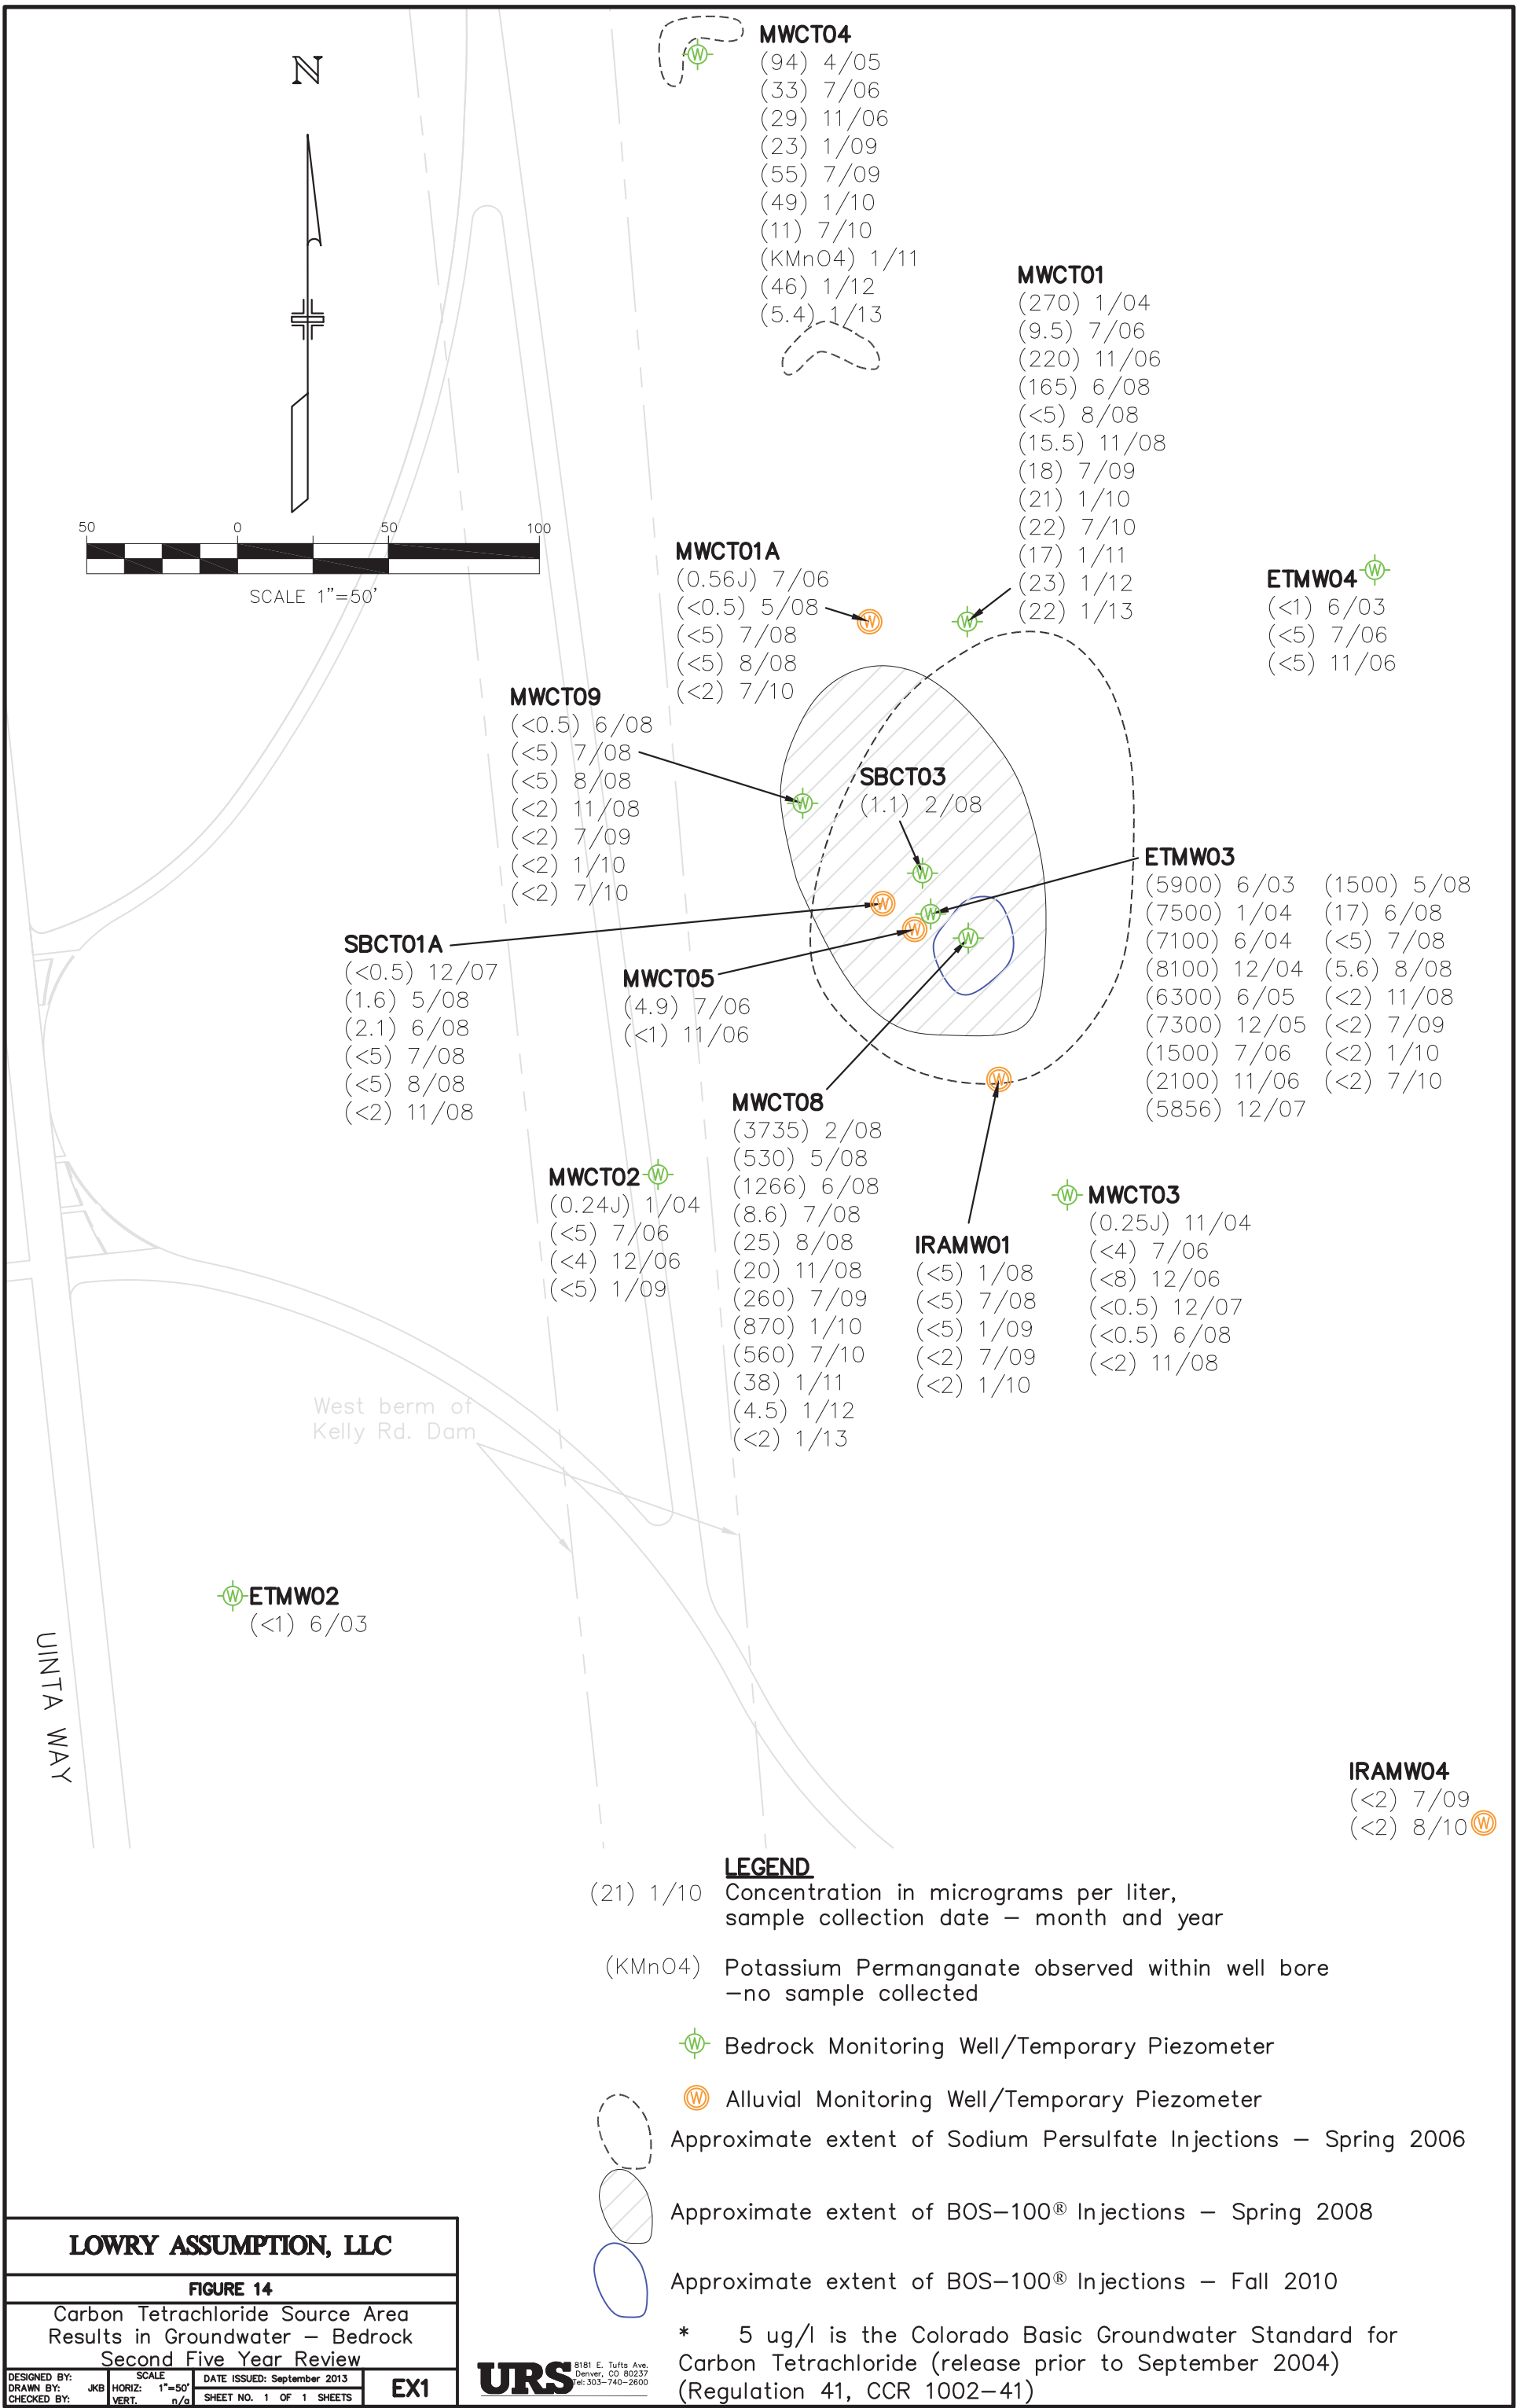 N
50 0 50 100
SCALE 1"=50'
MWCT04
(94) 4/05
(33) 7/06
(29) 11/06
(23) 1/09
(55) 7/09
(49) 1/10
(11) 7/10
(KMnO4) 1/11
(46) 1/12
(5.4) 1/13
MWCT01
(270) 1/04
(9.5) 7/06
(220) 11/06
(165) 6/08
(<5) 8/08
(15.5) 11/08
(18) 7/09
(21) 1/10
(22) 7/10
(17) 1/11
(23) 1/12
(22) 1/13
MWCT01A
(0.56J) 7/06
(<0.5) 5/08
(<5) 7/08
(<5) 8/08
(<2) 7/10
ETMW04
(<1) 6/03
(<5) 7/06
(<5) 11/06
MWCT09
(<0.5) 6/08
(<5) 7/08
(<5) 8/08
(<2) 11/08
(<2) 7/09
(<2) 1/10
(<2) 7/10
SBCT03
(1.1) 2/08
ETMW03
(5900) 6/03 (1500) 5/08
(7500) 1/04 (17) 6/08
(7100) 6/04 (<5) 7/08
(8100) 12/04 (5.6) 8/08
(6300) 6/05 (<2) 11/08
(7300) 12/05 (<2) 7/09
(1500) 7/06 (<2) 1/10
(2100) 11/06 (<2) 7/10
(5856) 12/07
SBCT01A
(<0.5) 12/07
(1.6) 5/08
(2.1) 6/08
(<5) 7/08
(<5) 8/08
(<2) 11/08
MWCT05
(4.9) 7/06
(<1) 11/06
MWCT08
(3735) 2/08
(530) 5/08
(1266) 6/08
(8.6) 7/08
(25) 8/08
(20) 11/08
(260) 7/09
(870) 1/10
(560) 7/10
(38) 1/11
(4.5) 1/12
(<2) 1/13
MWCT02
(0.24J) 1/04
(<5) 7/06
(<4) 12/06
(<5) 1/09
IRAMW01
(<5) 1/08
(<5) 7/08
(<5) 1/09
(<2) 7/09
(<2) 1/10
MWCT03
(0.25J) 11/04
(<4) 7/06
(<8) 12/06
(<0.5) 12/07
(<0.5) 6/08
(<2) 11/08
West berm of
Kelly Rd. Dam
ETMW02
(<1) 6/03
UINTA WAY
IRAMW04
(<2) 7/09
(<2) 8/10
LEGEND
(21) 1/10 Concentration in micrograms per liter,
sample collection date – month and year
(KMnO4) Potassium Permanganate observed within well bore
–no sample collected
Bedrock Monitoring Well/Temporary Piezometer
Alluvial Monitoring Well/Temporary Piezometer
Approximate extent of Sodium Persulfate Injections – Spring 2006
Approximate extent of BOS–100® Injections – Spring 2008
Approximate extent of BOS–100® Injections – Fall 2010
* 5 ug/l is the Colorado Basic Groundwater Standard for
Carbon Tetrachloride (release prior to September 2004)
(Regulation 41, CCR 1002–41)
LOWRY ASSUMPTION, LLC
FIGURE 14
Carbon Tetrachloride Source Area
Results in Groundwater – Bedrock
Second Five Year Review
DESIGNED BY:
DRAWN BY: JKB
CHECKED BY:
SCALE
HORIZ: 1"=50'
VERT. n/a
DATE ISSUED: September 2013
SHEET NO. 1 OF 1 SHEETS
EX1
URS
8181 E. Tufts Ave.
Denver, CO 80237
Tel: 303-740-2600